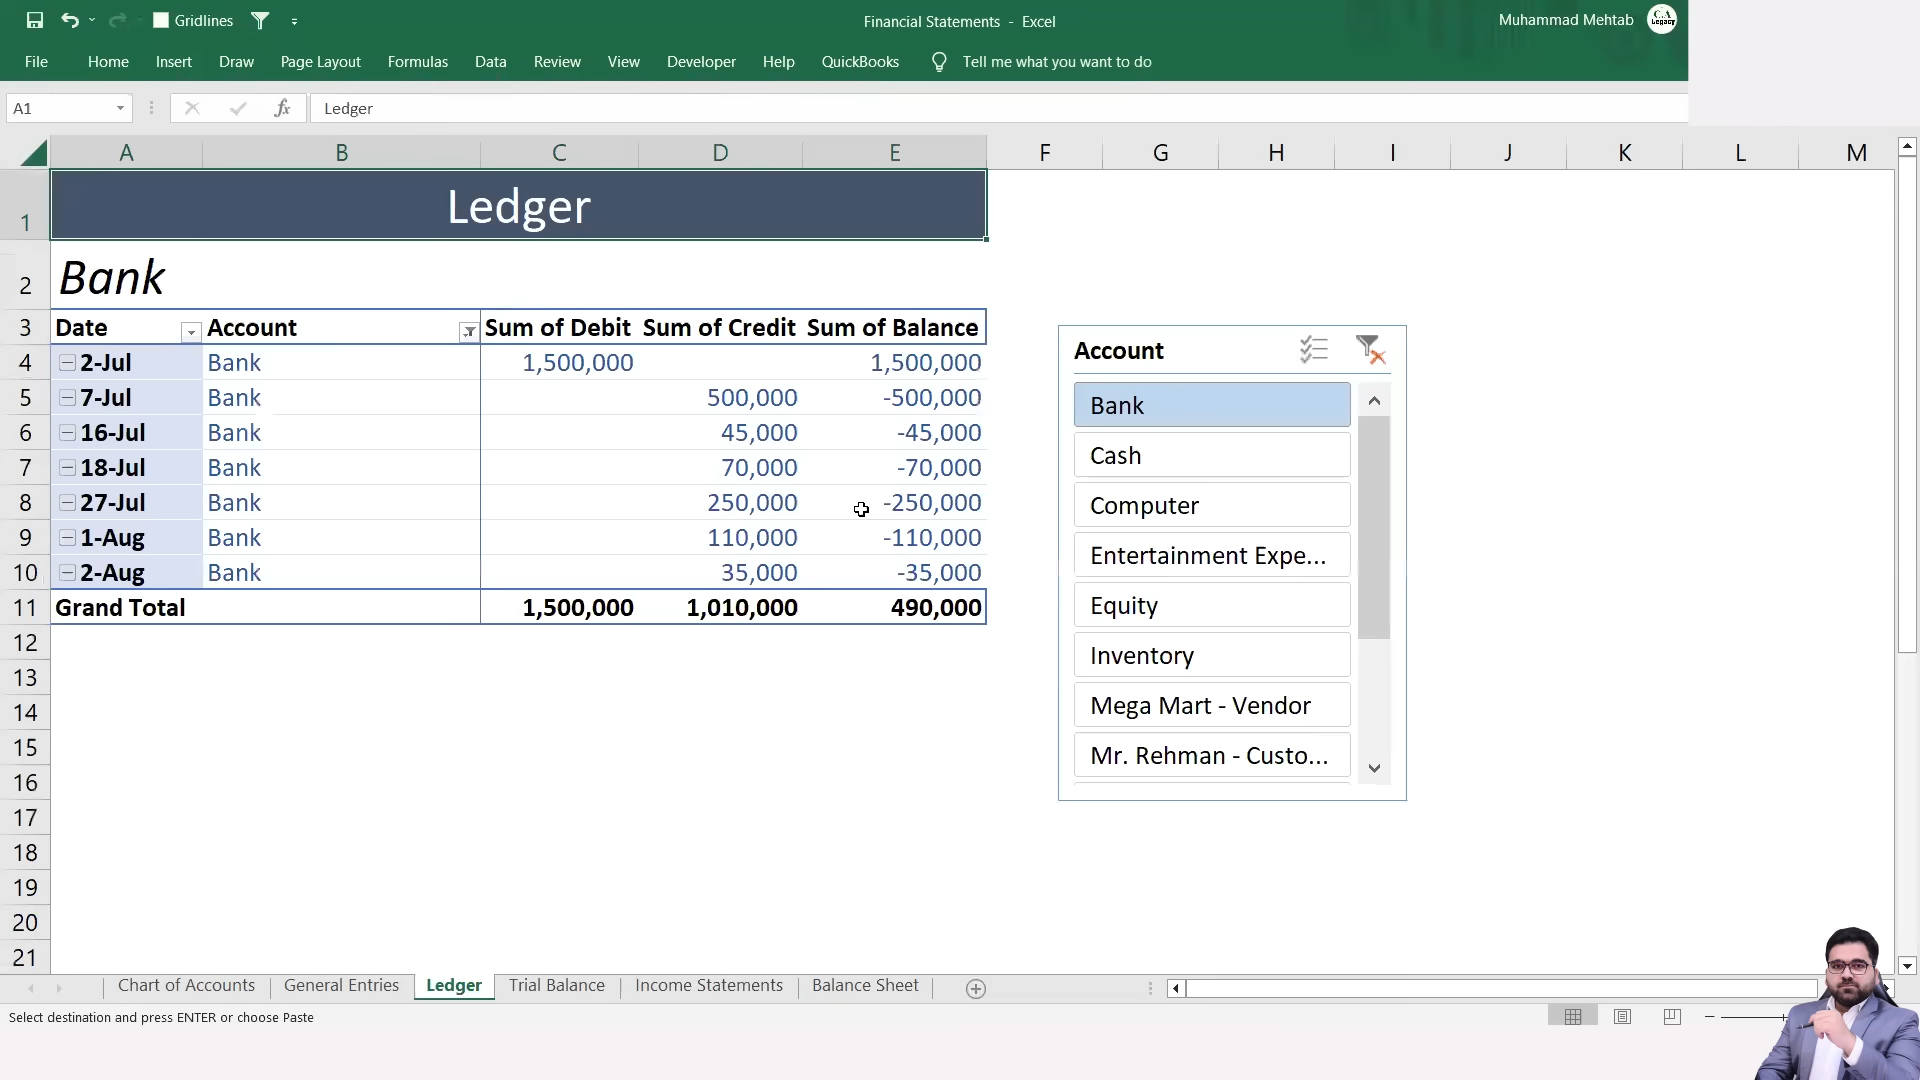 Gridlines
Financial Statements - Excel
Muhammad Mehtab
CA
Legacy
File Home Insert Draw Page Layout Formulas Data Review View Developer Help QuickBooks Tell me what you want to do
A1 fx Ledger
A B C D E F G H I J K L M
1 Ledger
2 Bank
3 Date Account Sum of Debit Sum of Credit Sum of Balance
4 2-Jul Bank 1,500,000 1,500,000
5 7-Jul Bank 500,000 -500,000
6 16-Jul Bank 45,000 -45,000
7 18-Jul Bank 70,000 -70,000
8 27-Jul Bank 250,000 -250,000
9 1-Aug Bank 110,000 -110,000
10 2-Aug Bank 35,000 -35,000
11 Grand Total 1,500,000 1,010,000 490,000
12
13
14
15
16
17
18
19
20
21
Account
Bank
Cash
Computer
Entertainment Expe...
Equity
Inventory
Mega Mart - Vendor
Mr. Rehman - Custo...
Chart of Accounts General Entries Ledger Trial Balance Income Statements Balance Sheet
Select destination and press ENTER or choose Paste